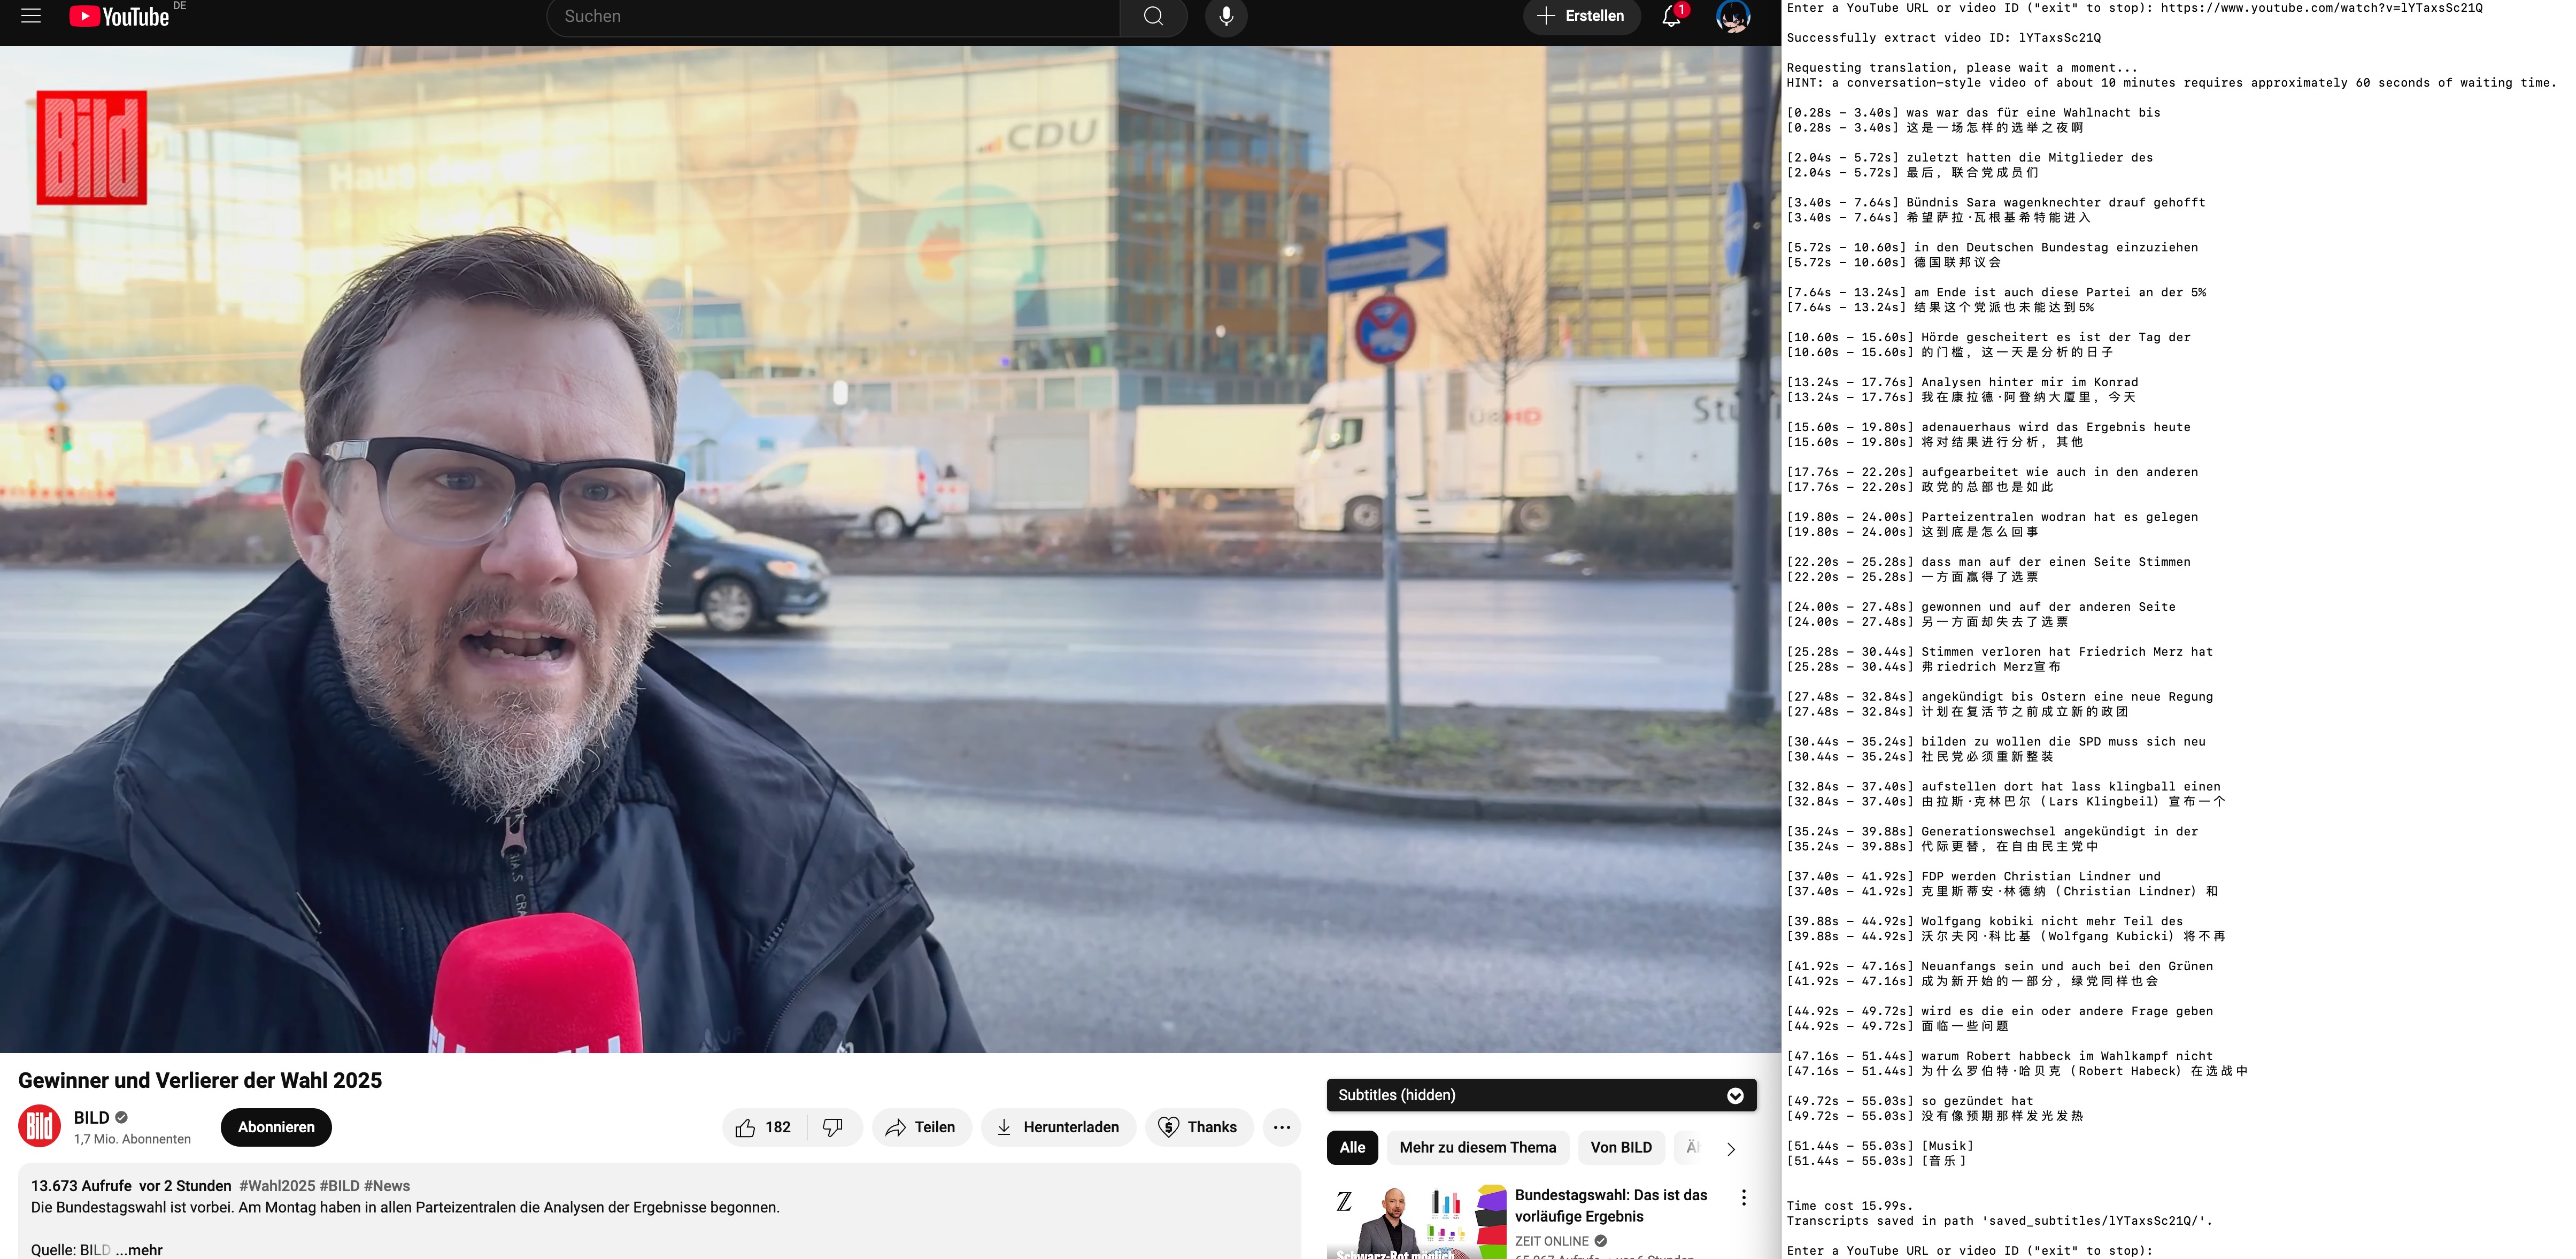 YouTube DE
Suchen
Erstellen
1
Bild
Haus der
CDU
UHD
Gewinner und Verlierer der Wahl 2025
Bild
BILD
1,7 Mio. Abonnenten
Abonnieren
182
Teilen
Herunterladen
Thanks
13.673 Aufrufe vor 2 Stunden #Wahl2025 #BILD #News
Die Bundestagswahl ist vorbei. Am Montag haben in allen Parteizentralen die Analysen der Ergebnisse begonnen.
Quelle: BILD ...mehr
Subtitles (hidden)
Alle
Mehr zu diesem Thema
Von BILD
Bundestagswahl: Das ist das
vorläufige Ergebnis
ZEIT ONLINE
Schwarz-Rot möglich
Enter a YouTube URL or video ID ("exit" to stop): https://www.youtube.com/watch?v=lYTaxsSc21Q
Successfully extract video ID: lYTaxsSc21Q
Requesting translation, please wait a moment...
HINT: a conversation-style video of about 10 minutes requires approximately 60 seconds of waiting time.
[0.28s - 3.40s] was war das für eine Wahlnacht bis
[0.28s - 3.40s] 这是一场怎样的选举之夜啊
[2.04s - 5.72s] zuletzt hatten die Mitglieder des
[2.04s - 5.72s] 最后，联合党成员们
[3.40s - 7.64s] Bündnis Sara wagenknechter drauf gehofft
[3.40s - 7.64s] 希望萨拉·瓦根基希特能进入
[5.72s - 10.60s] in den Deutschen Bundestag einzuziehen
[5.72s - 10.60s] 德国联邦议会
[7.64s - 13.24s] am Ende ist auch diese Partei an der 5%
[7.64s - 13.24s] 结果这个党派也未能达到5%
[10.60s - 15.60s] Hörde gescheitert es ist der Tag der
[10.60s - 15.60s] 的门槛，这一天是分析的日子
[13.24s - 17.76s] Analysen hinter mir im Konrad
[13.24s - 17.76s] 我在康拉德·阿登纳大厦里，今天
[15.60s - 19.80s] adenauerhaus wird das Ergebnis heute
[15.60s - 19.80s] 将对结果进行分析，其他
[17.76s - 22.20s] aufgearbeitet wie auch in den anderen
[17.76s - 22.20s] 政党的总部也是如此
[19.80s - 24.00s] Parteizentralen wodran hat es gelegen
[19.80s - 24.00s] 这到底是怎么回事
[22.20s - 25.28s] dass man auf der einen Seite Stimmen
[22.20s - 25.28s] 一方面赢得了选票
[24.00s - 27.48s] gewonnen und auf der anderen Seite
[24.00s - 27.48s] 另一方面却失去了选票
[25.28s - 30.44s] Stimmen verloren hat Friedrich Merz hat
[25.28s - 30.44s] 弗riedrich Merz宣布
[27.48s - 32.84s] angekündigt bis Ostern eine neue Regung
[27.48s - 32.84s] 计划在复活节之前成立新的政团
[30.44s - 35.24s] bilden zu wollen die SPD muss sich neu
[30.44s - 35.24s] 社民党必须重新整装
[32.84s - 37.40s] aufstellen dort hat lass klingball einen
[32.84s - 37.40s] 由拉斯·克林巴尔（Lars Klingbeil）宣布一个
[35.24s - 39.88s] Generationswechsel angekündigt in der
[35.24s - 39.88s] 代际更替，在自由民主党中
[37.40s - 41.92s] FDP werden Christian Lindner und
[37.40s - 41.92s] 克里斯蒂安·林德纳（Christian Lindner）和
[39.88s - 44.92s] Wolfgang kobiki nicht mehr Teil des
[39.88s - 44.92s] 沃尔夫冈·科比基（Wolfgang Kubicki）将不再
[41.92s - 47.16s] Neuanfangs sein und auch bei den Grünen
[41.92s - 47.16s] 成为新开始的一部分，绿党同样也会
[44.92s - 49.72s] wird es die ein oder andere Frage geben
[44.92s - 49.72s] 面临一些问题
[47.16s - 51.44s] warum Robert habbeck im Wahlkampf nicht
[47.16s - 51.44s] 为什么罗伯特·哈贝克（Robert Habeck）在选战中
[49.72s - 55.03s] so gezündet hat
[49.72s - 55.03s] 没有像预期那样发光发热
[51.44s - 55.03s] [Musik]
[51.44s - 55.03s] [音乐]
Time cost 15.99s.
Transcripts saved in path 'saved_subtitles/lYTaxsSc21Q/'.
Enter a YouTube URL or video ID ("exit" to stop):